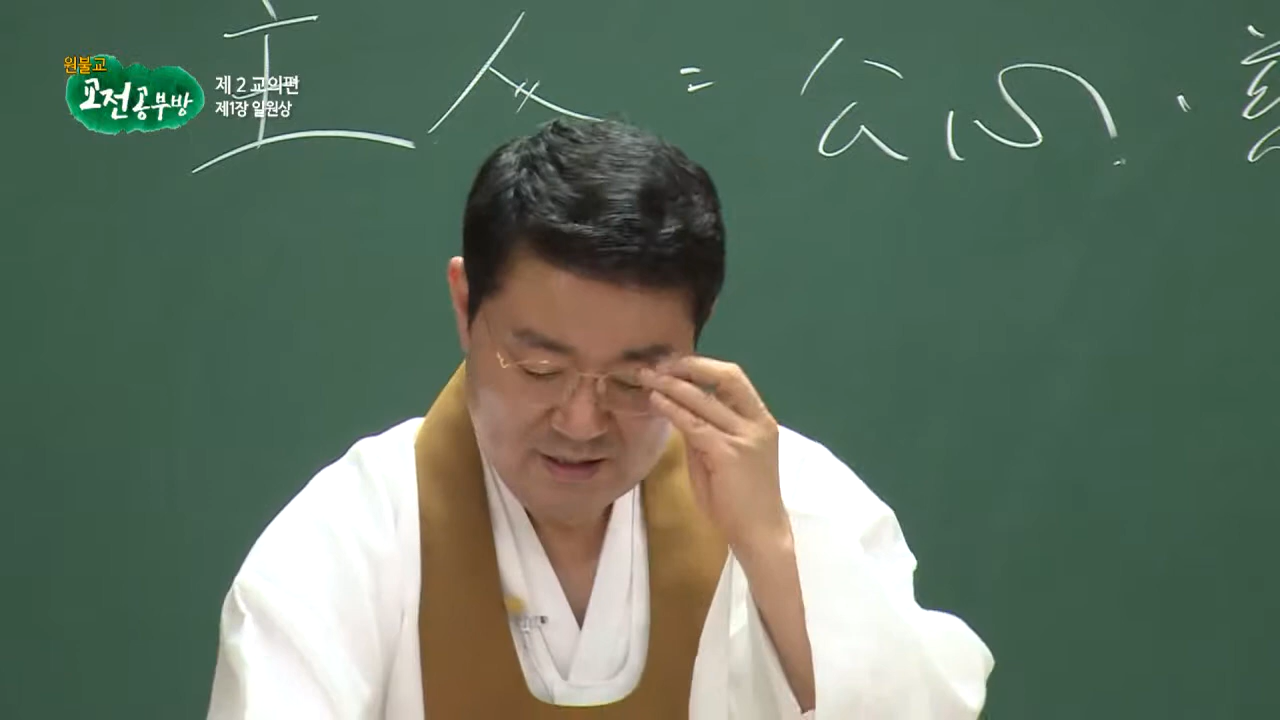 원불교
교전공부방
제 2 교의편
제1장 일원상
主人 = 公心.